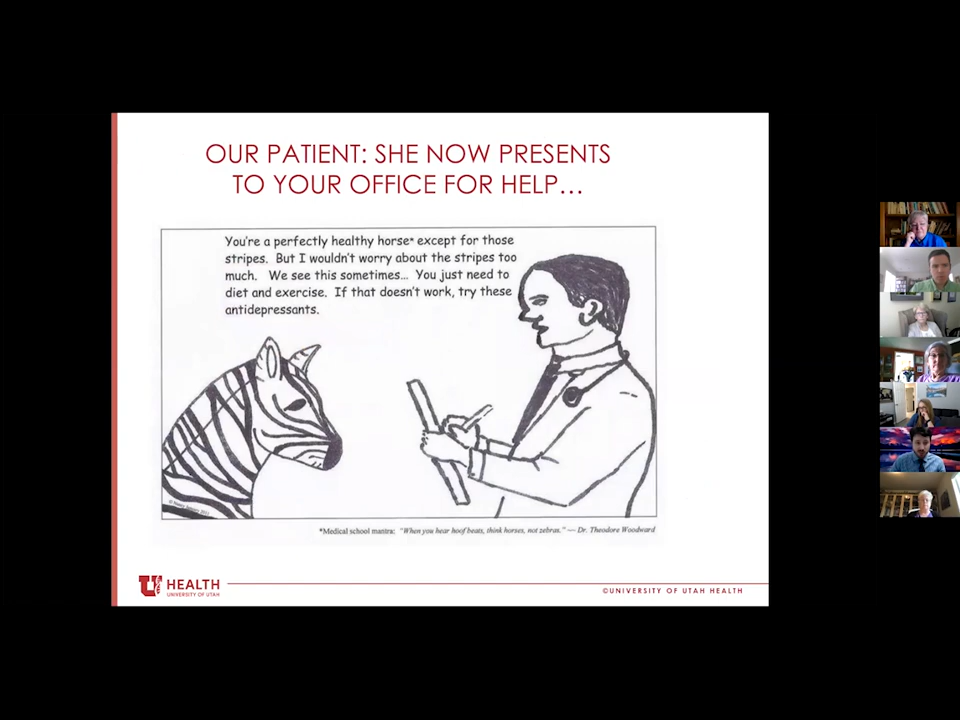 OUR PATIENT: SHE NOW PRESENTS
TO YOUR OFFICE FOR HELP…
You're a perfectly healthy horse* except for those
stripes. But I wouldn't worry about the stripes too
much. We see this sometimes... You just need to
diet and exercise. If that doesn't work, try these
antidepressants.
*Medical school mantra: "When you hear hoof beats, think horses, not zebras." — Dr. Theodore Woodward
U HEALTH
UNIVERSITY OF UTAH
©UNIVERSITY OF UTAH HEALTH